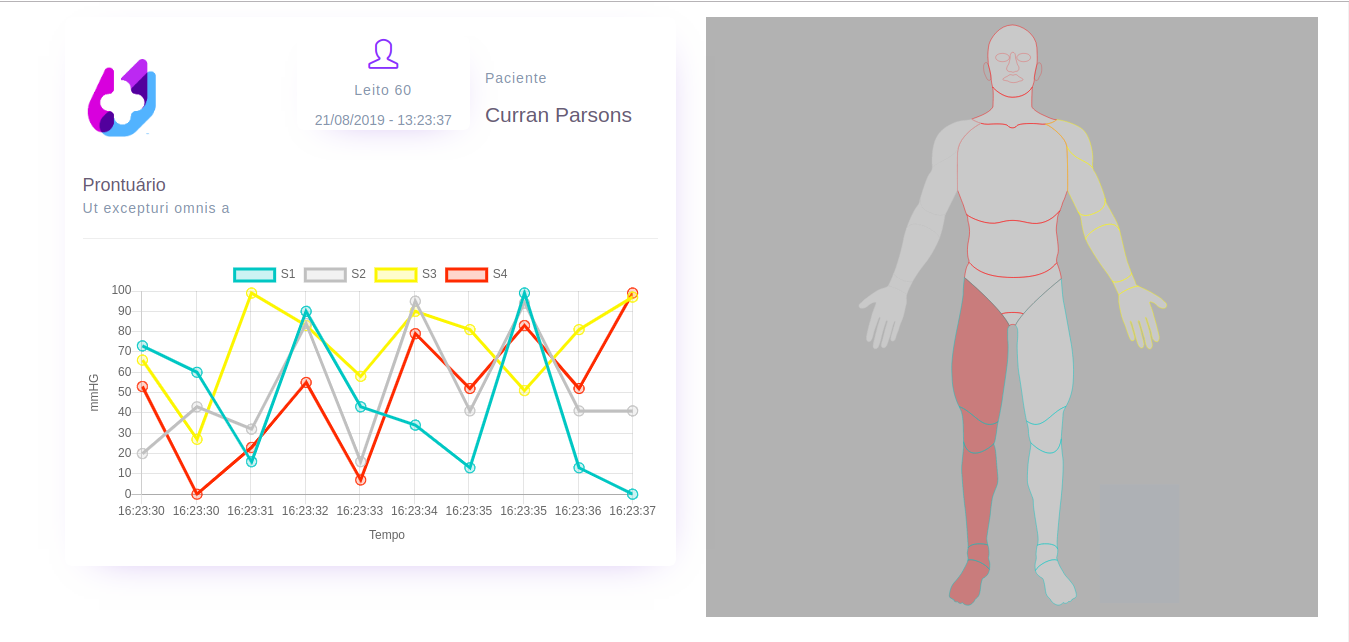 Leito 60
21/08/2019 - 13:23:37
Paciente
Curran Parsons
Prontuário
Ut excepturi omnis a
S1 S2 S3 S4
100
90
80
70
60
50
40
30
20
10
0
mmHG
16:23:30 16:23:30 16:23:31 16:23:32 16:23:33 16:23:34 16:23:35 16:23:35 16:23:36 16:23:37
Tempo